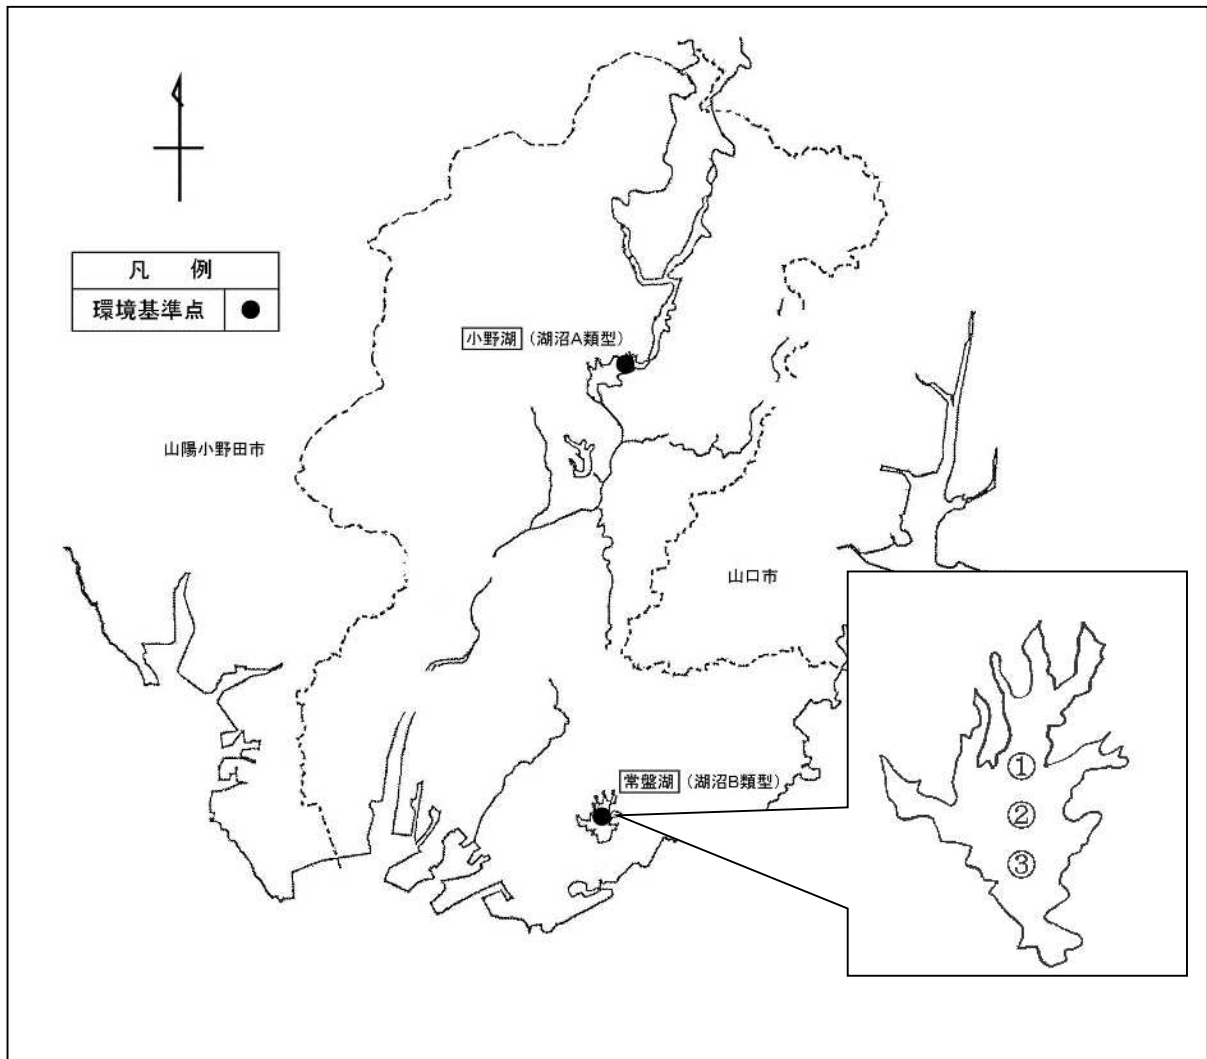 凡 例
環境基準点
小野湖 (湖沼A類型)
山陽小野田市
山口市
常盤湖 (湖沼B類型)
①
②
③